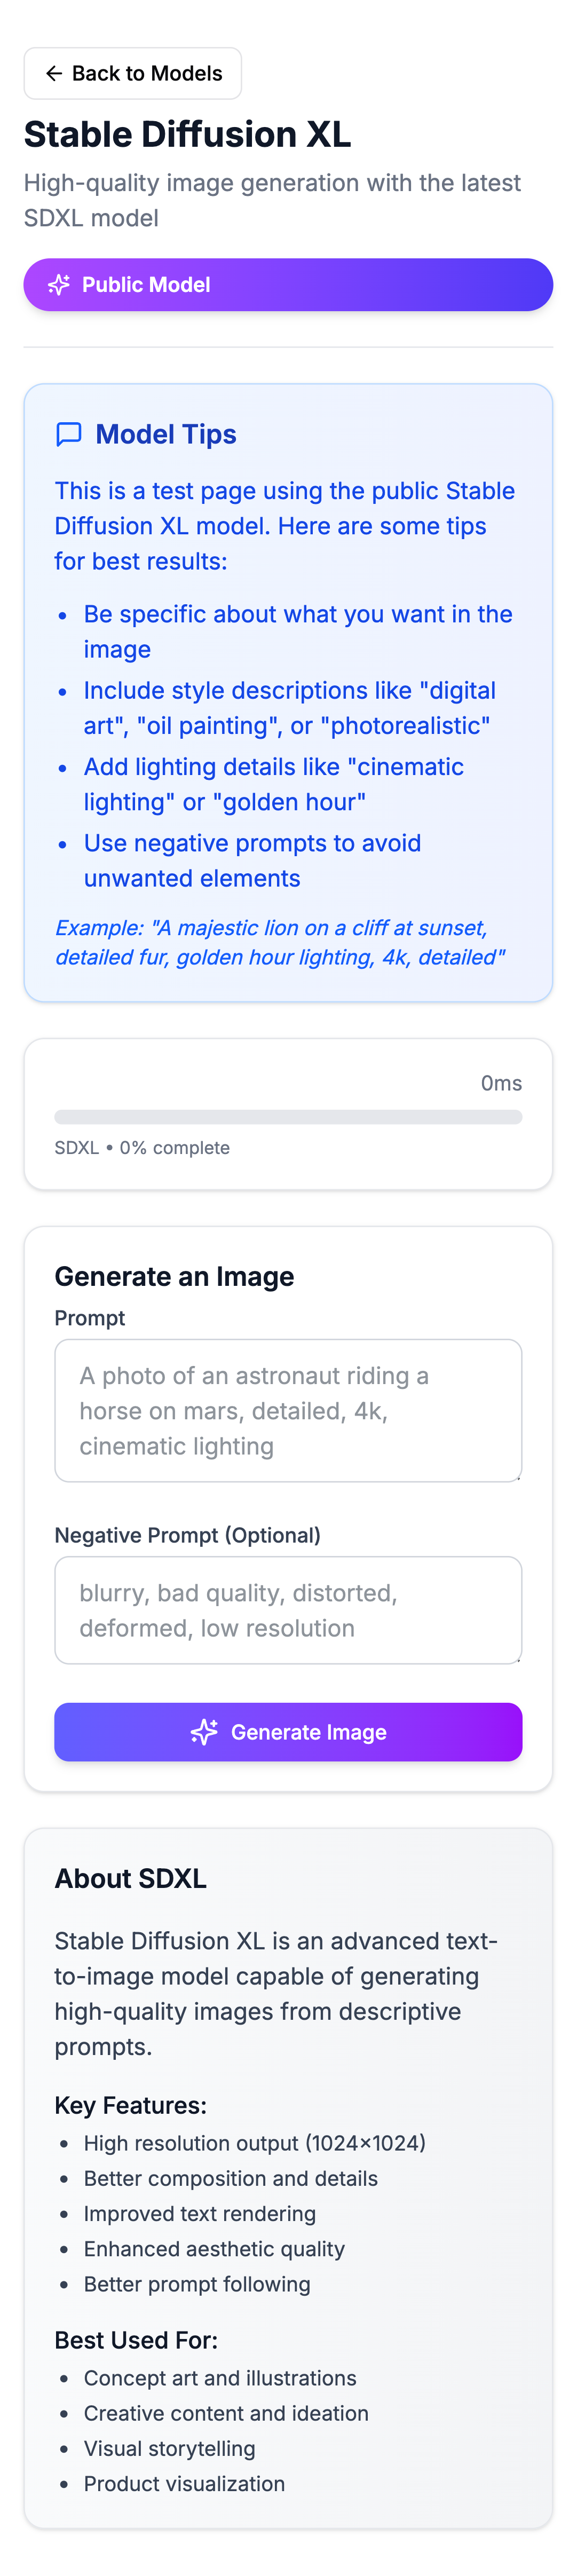 Back to Models
Stable Diffusion XL
High-quality image generation with the latest
SDXL model
Public Model
Model Tips
This is a test page using the public Stable
Diffusion XL model. Here are some tips
for best results:
• Be specific about what you want in the
image
• Include style descriptions like "digital
art", "oil painting", or "photorealistic"
• Add lighting details like "cinematic
lighting" or "golden hour"
• Use negative prompts to avoid
unwanted elements
Example: "A majestic lion on a cliff at sunset,
detailed fur, golden hour lighting, 4k, detailed"
0ms
SDXL • 0% complete
Generate an Image
Prompt
A photo of an astronaut riding a
horse on mars, detailed, 4k,
cinematic lighting
Negative Prompt (Optional)
blurry, bad quality, distorted,
deformed, low resolution
Generate Image
About SDXL
Stable Diffusion XL is an advanced text-
to-image model capable of generating
high-quality images from descriptive
prompts.
Key Features:
• High resolution output (1024×1024)
• Better composition and details
• Improved text rendering
• Enhanced aesthetic quality
• Better prompt following
Best Used For:
• Concept art and illustrations
• Creative content and ideation
• Visual storytelling
• Product visualization